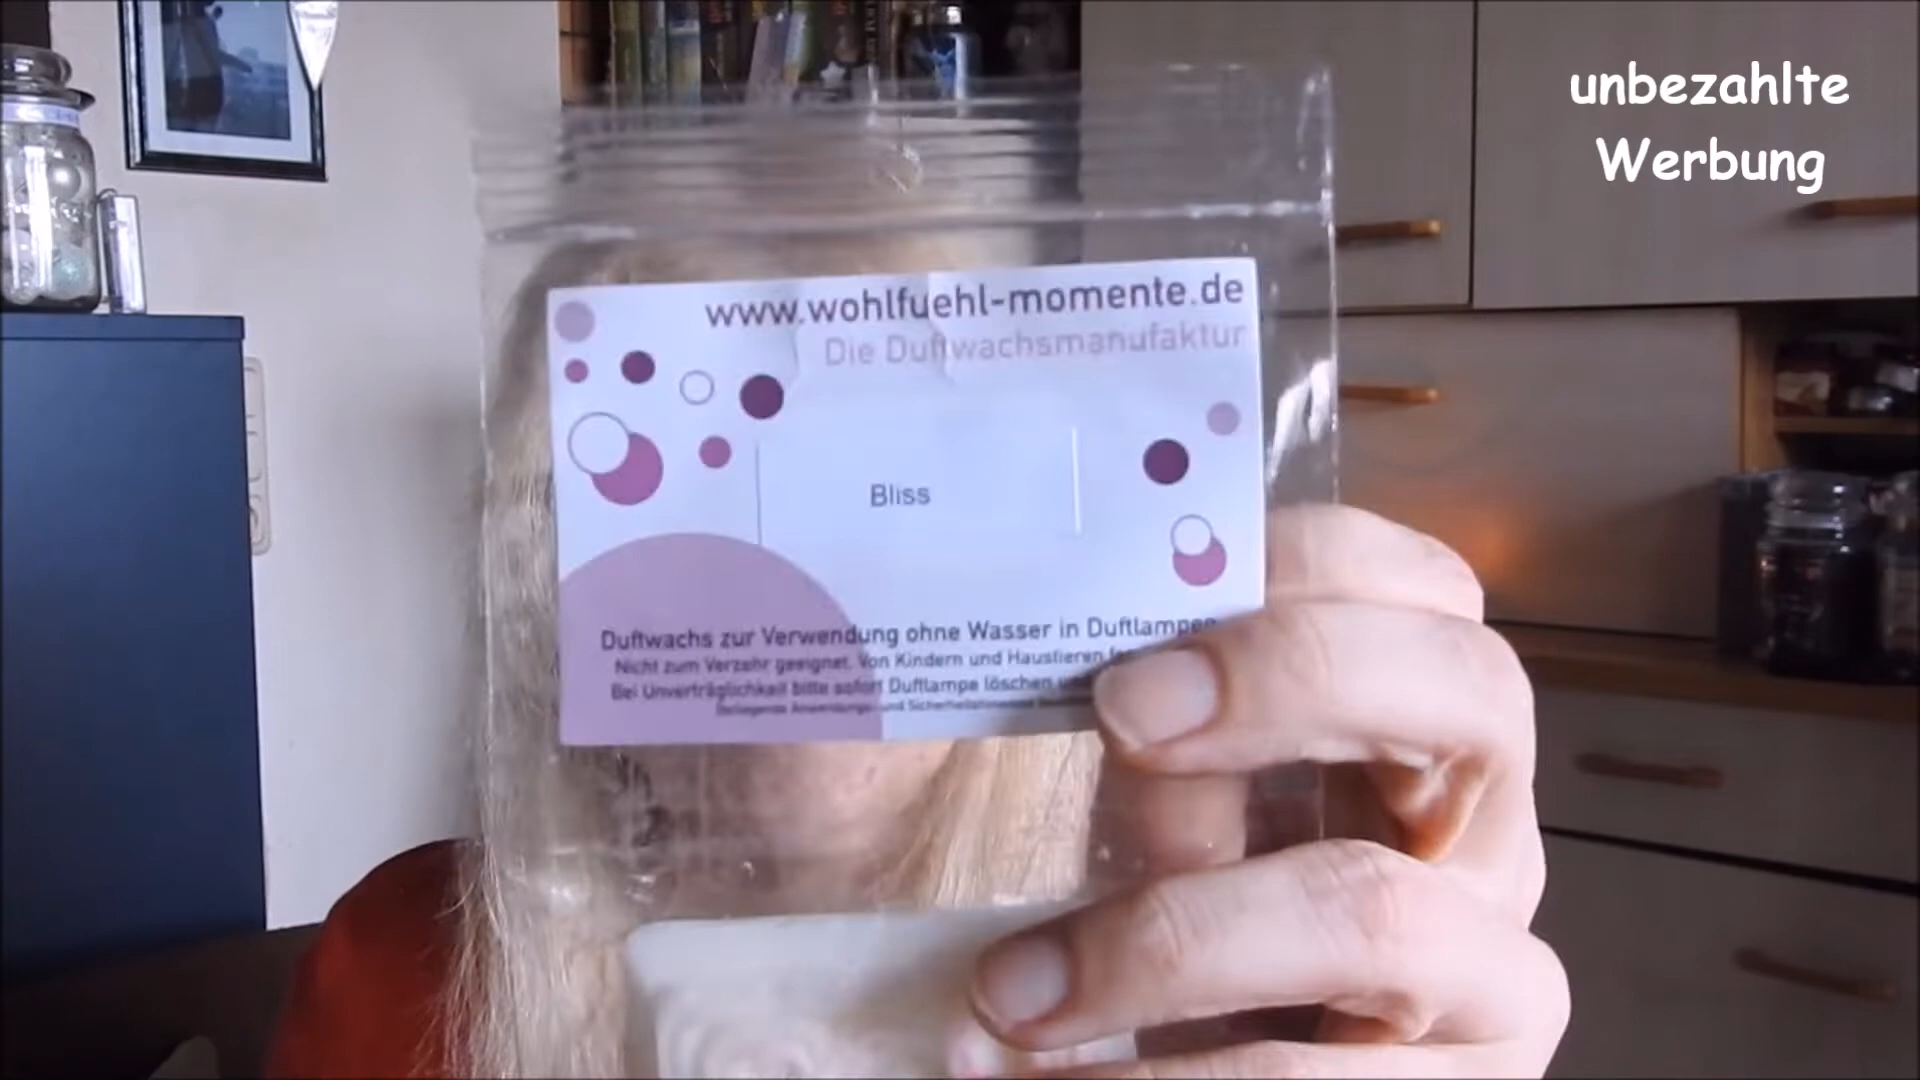 unbezahlte
Werbung
www.wohlfuehl-momente.de
Die Duftwachsmanufaktur
Bliss
Duftwachs zur Verwendung ohne Wasser in Duftlampen
Nicht zum Verzehr geeignet. Von Kindern und Haustieren
Bei Unverträglichkeit bitte sofort Duftlampe löschen